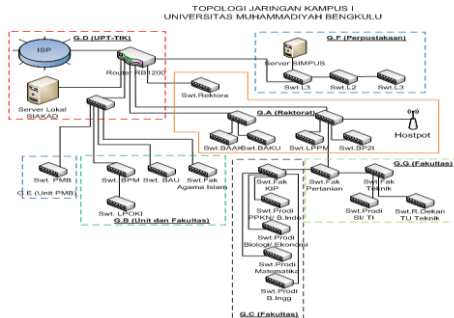 TOPOLOGI JARINGAN KAMPUS I
UNIVERSITAS MUHAMMADIYAH BENGKULU
G.D (UPT-TIK)
ISP
Router RB1200
Server Lokal
SIAKAD
G.F (Perpustakaan)
Server SIMPUS
Swt.L3
Swt.L2
Swt.L3
Swt.Rektora
G.A (Rektorat)
Swt.BAAK
Swt.BAKU
Swt.LPPM
Swt.BP2I
Hostpot
Swt. PMB
G.E (Unit PMB)
Swt. BPM
Swt. BAU
Swt.Fak
Agama Islam
Swt. LPOKI
G.B (Unit dan Fakultas)
Swt.Fak
KIP
Swt.Fak
Pertanian
G.G (Fakultas)
Swt.Fak
Teknik
Swt.Prodi
SI/ TI
Swt.R.Dekan
TU Teknik
Swt.Prodi
PPKN/ B.Indo
Swt.Prodi
Biologi/ Ekonomi
Swt.Prodi
Matematika
Swt.Prodi
B.Ingg
G.C (Fakultas)